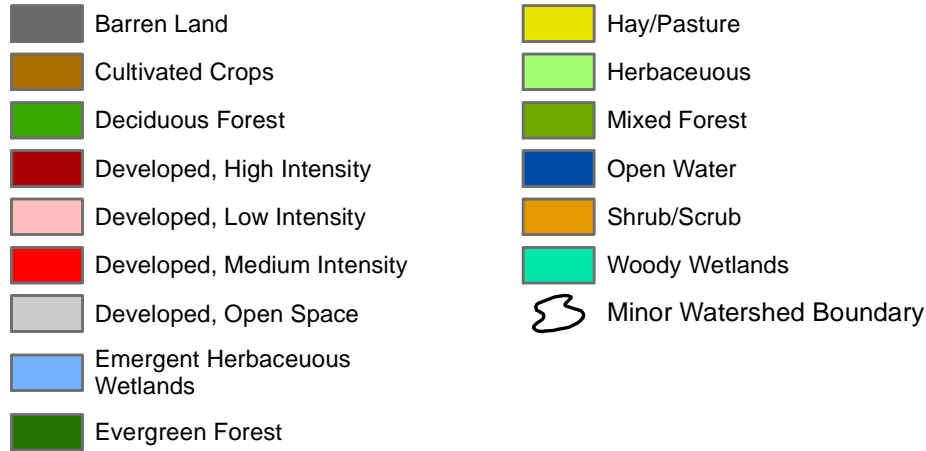 Barren Land
Cultivated Crops
Deciduous Forest
Developed, High Intensity
Developed, Low Intensity
Developed, Medium Intensity
Developed, Open Space
Emergent Herbaceuous
Wetlands
Evergreen Forest
Hay/Pasture
Herbaceuous
Mixed Forest
Open Water
Shrub/Scrub
Woody Wetlands
Minor Watershed Boundary